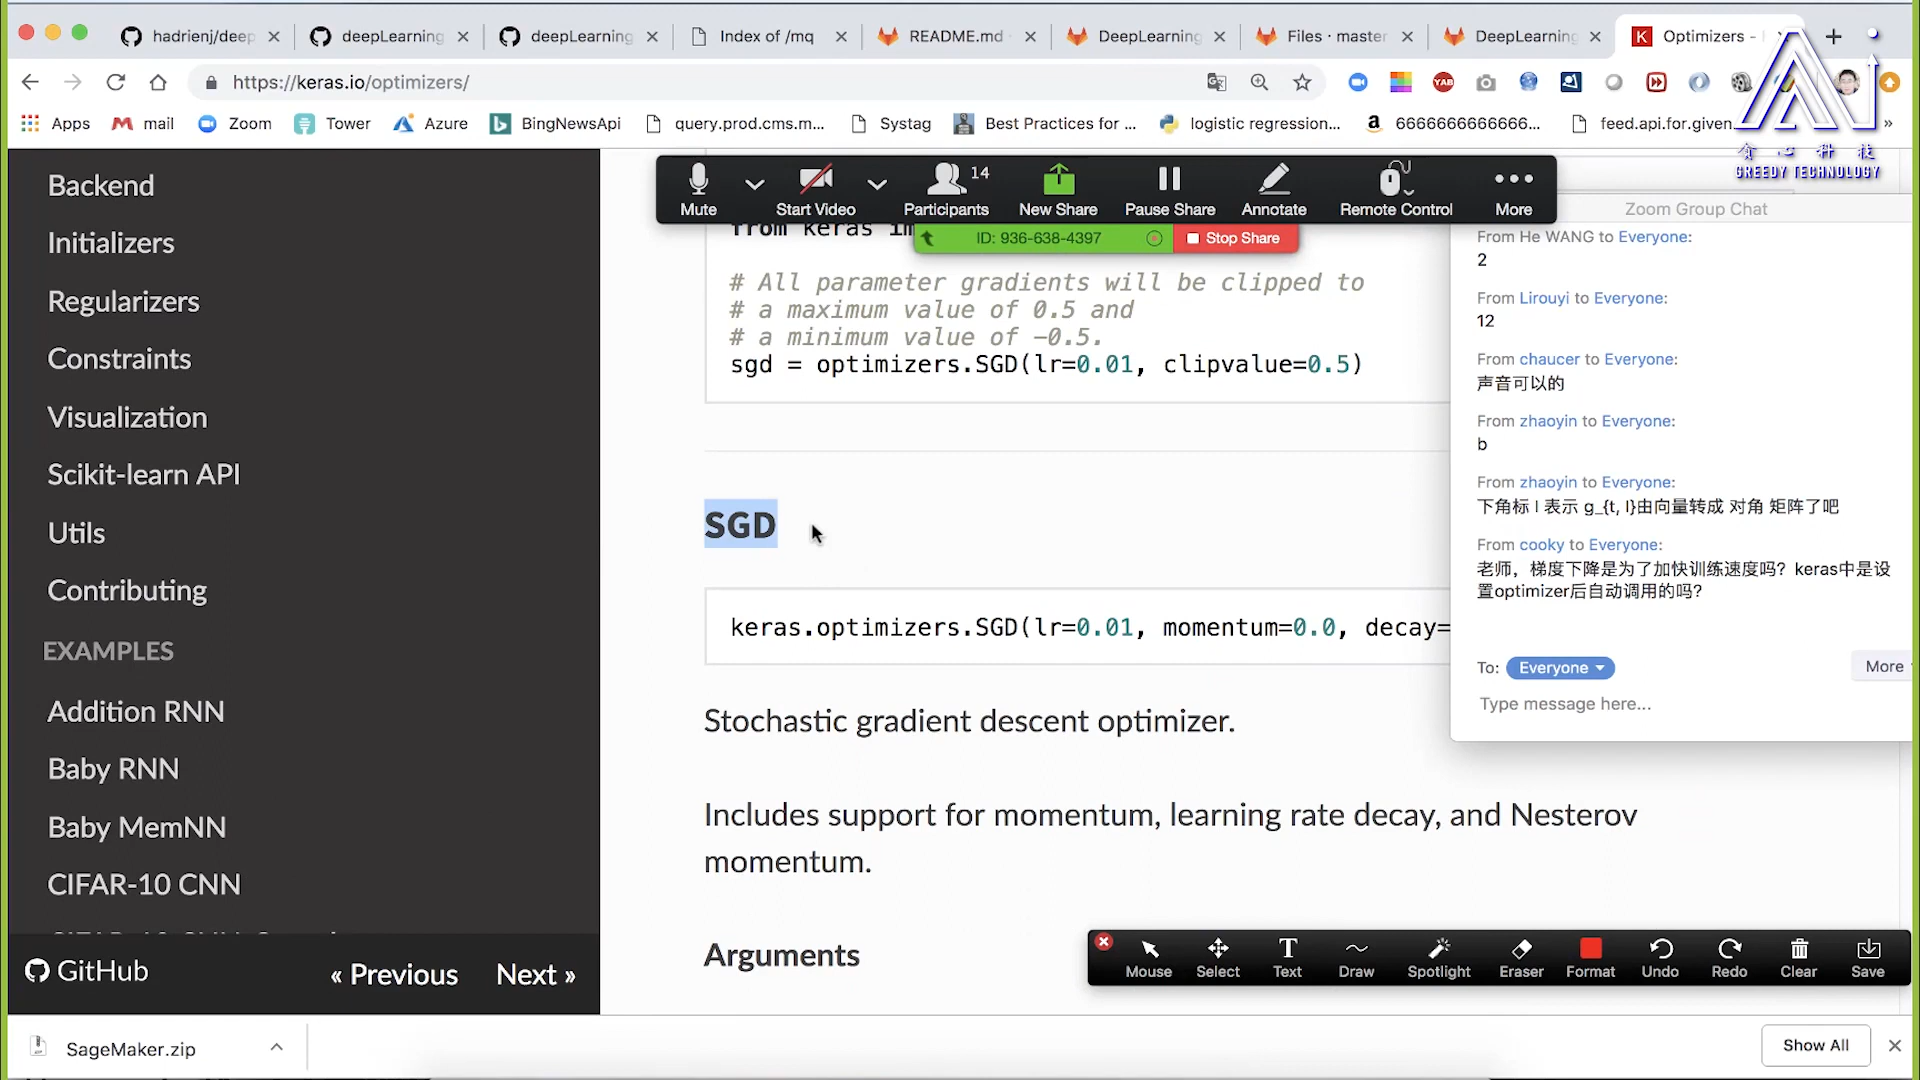 hadrienj/deep
deepLearning
deepLearning
Index of /mq
README.md
DeepLearning
Files · master
DeepLearning
Optimizers -
https://keras.io/optimizers/
Apps
mail
Zoom
Tower
Azure
BingNewsApi
query.prod.cms.m...
Systag
Best Practices for ...
logistic regression...
6666666666666...
feed.api.for.given
»
贪心科技
GREEDY TECHNOLOGY
Mute
Start Video
Participants
14
New Share
Pause Share
Annotate
Remote Control
More
ID: 936-638-4397
Stop Share
Backend
Initializers
Regularizers
Constraints
Visualization
Scikit-learn API
Utils
Contributing
EXAMPLES
Addition RNN
Baby RNN
Baby MemNN
CIFAR-10 CNN
GitHub
« Previous
Next »
from keras im
# All parameter gradients will be clipped to
# a maximum value of 0.5 and
# a minimum value of -0.5.
sgd = optimizers.SGD(lr=0.01, clipvalue=0.5)
SGD
keras.optimizers.SGD(lr=0.01, momentum=0.0, decay=
Stochastic gradient descent optimizer.
Includes support for momentum, learning rate decay, and Nesterov
momentum.
Arguments
Zoom Group Chat
From He WANG to Everyone:
2
From Lirouyi to Everyone:
12
From chaucer to Everyone:
声音可以的
From zhaoyin to Everyone:
b
From zhaoyin to Everyone:
下角标 I 表示 g_{t, I}由向量转成 对角 矩阵了吧
From cooky to Everyone:
老师，梯度下降是为了加快训练速度吗？keras中是设
置optimizer后自动调用的吗？
To: Everyone
More
Type message here...
Mouse
Select
Text
Draw
Spotlight
Eraser
Format
Undo
Redo
Clear
Save
SageMaker.zip
Show All